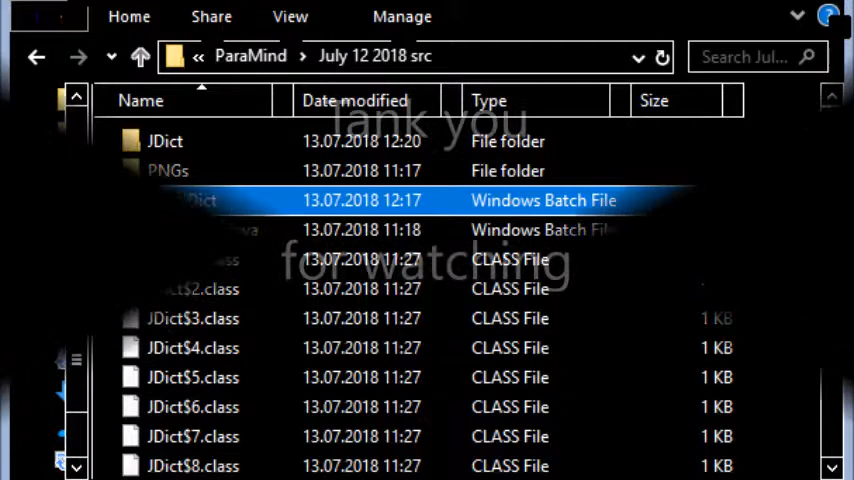 Home Share View Manage
« ParaMind › July 12 2018 src Search Jul...
Name Date modified Type Size
JDict 13.07.2018 12:20 File folder
PNGs 13.07.2018 11:17 File folder
Dict 13.07.2018 12:17 Windows Batch File
13.07.2018 11:18 Windows Batch File
13.07.2018 11:27 CLASS File
JDict$2.class 13.07.2018 11:27 CLASS File
JDict$3.class 13.07.2018 11:27 CLASS File 1 KB
JDict$4.class 13.07.2018 11:27 CLASS File 1 KB
JDict$5.class 13.07.2018 11:27 CLASS File 1 KB
JDict$6.class 13.07.2018 11:27 CLASS File 1 KB
JDict$7.class 13.07.2018 11:27 CLASS File 1 KB
JDict$8.class 13.07.2018 11:27 CLASS File 1 KB
Tank you
for watching